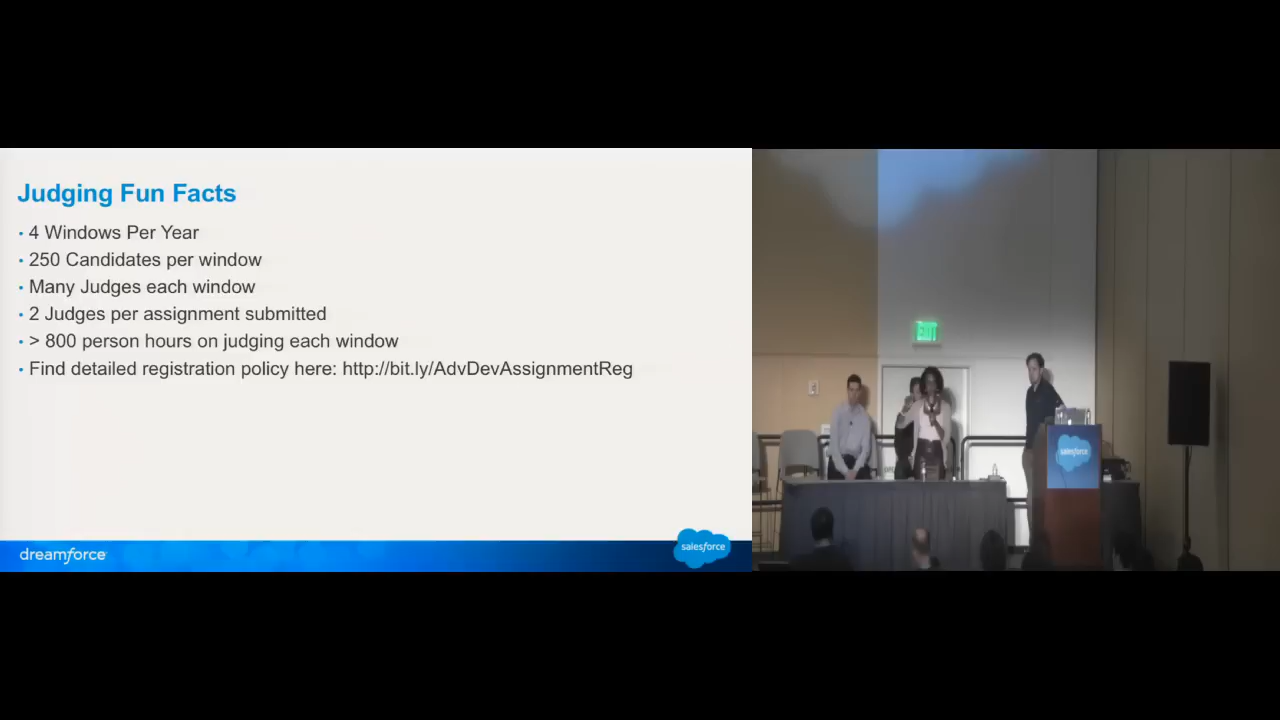 Judging Fun Facts
• 4 Windows Per Year
• 250 Candidates per window
• Many Judges each window
• 2 Judges per assignment submitted
• > 800 person hours on judging each window
• Find detailed registration policy here: http://bit.ly/AdvDevAssignmentReg
dreamforce
salesforce
EXIT
salesforce